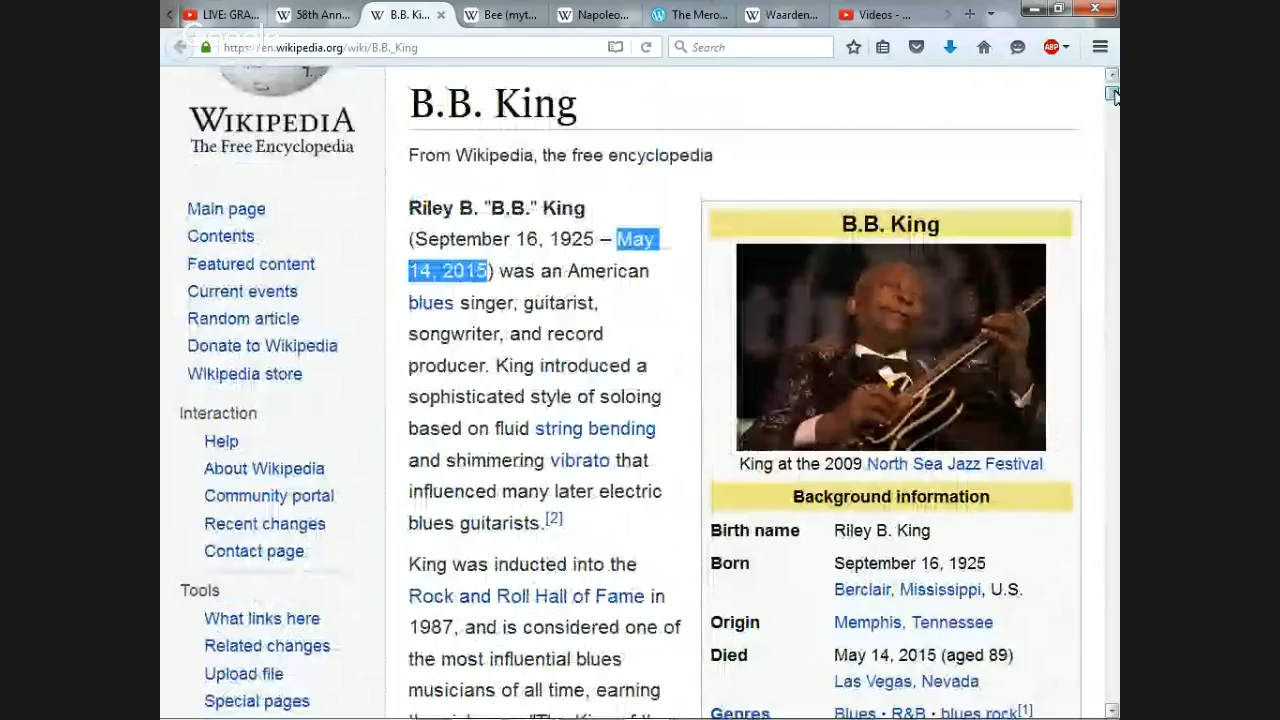 LIVE: GRA...
58th Ann...
B.B. Ki...
Bee (myt...
Napoleo...
The Mero...
Waarden...
Videos - ...
Google
https://en.wikipedia.org/wiki/B.B._King
Search
ABP
WIKIPEDIA
The Free Encyclopedia
Main page
Contents
Featured content
Current events
Random article
Donate to Wikipedia
Wikipedia store
Interaction
Help
About Wikipedia
Community portal
Recent changes
Contact page
Tools
What links here
Related changes
Upload file
Special pages
B.B. King
From Wikipedia, the free encyclopedia
Riley B. "B.B." King
(September 16, 1925 – May
14, 2015) was an American
blues singer, guitarist,
songwriter, and record
producer. King introduced a
sophisticated style of soloing
based on fluid string bending
and shimmering vibrato that
influenced many later electric
blues guitarists.[2]
King was inducted into the
Rock and Roll Hall of Fame in
1987, and is considered one of
the most influential blues
musicians of all time, earning
B.B. King
King at the 2009 North Sea Jazz Festival
Background information
Birth name Riley B. King
Born September 16, 1925
Berclair, Mississippi, U.S.
Origin Memphis, Tennessee
Died May 14, 2015 (aged 89)
Las Vegas, Nevada
Genres Blues · R&B · blues rock[1]